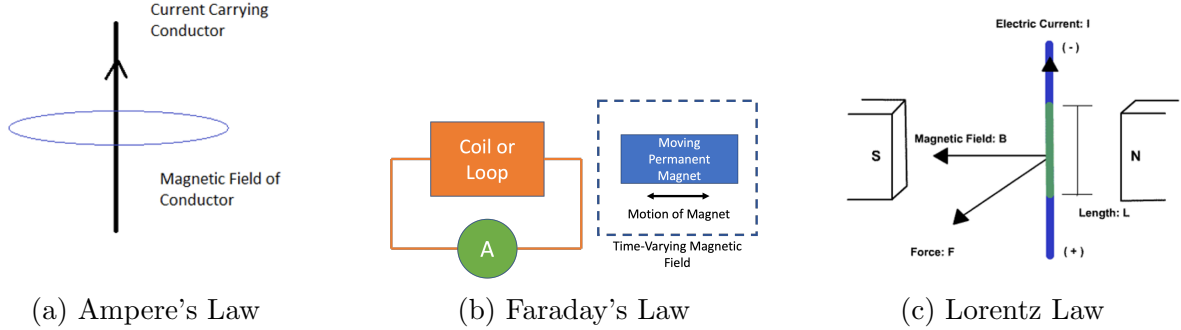 Current Carrying
Conductor
Magnetic Field of
Conductor
(a) Ampere's Law
Coil or
Loop
A
Moving
Permanent
Magnet
Motion of Magnet
Time-Varying Magnetic
Field
(b) Faraday's Law
Electric Current: I
( - )
S
Magnetic Field: B
N
Length: L
Force: F
( + )
(c) Lorentz Law